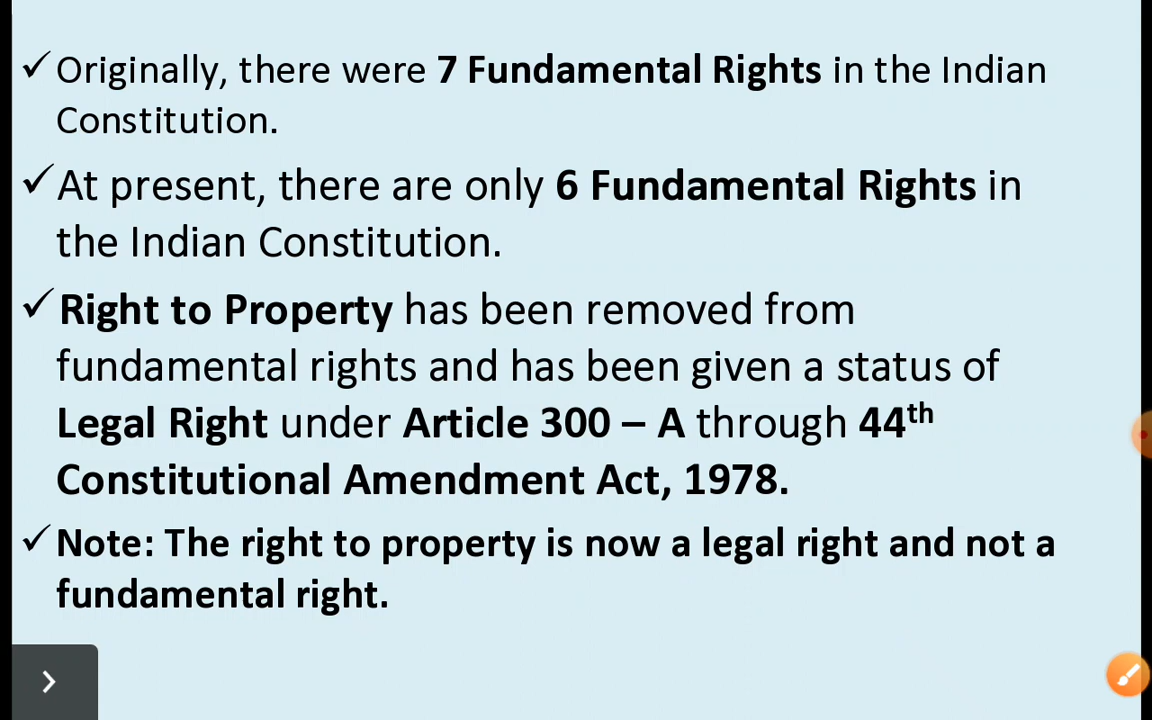 ✓Originally, there were 7 Fundamental Rights in the Indian
Constitution.
✓At present, there are only 6 Fundamental Rights in
the Indian Constitution.
✓Right to Property has been removed from
fundamental rights and has been given a status of
Legal Right under Article 300 – A through 44th
Constitutional Amendment Act, 1978.
✓Note: The right to property is now a legal right and not a
fundamental right.